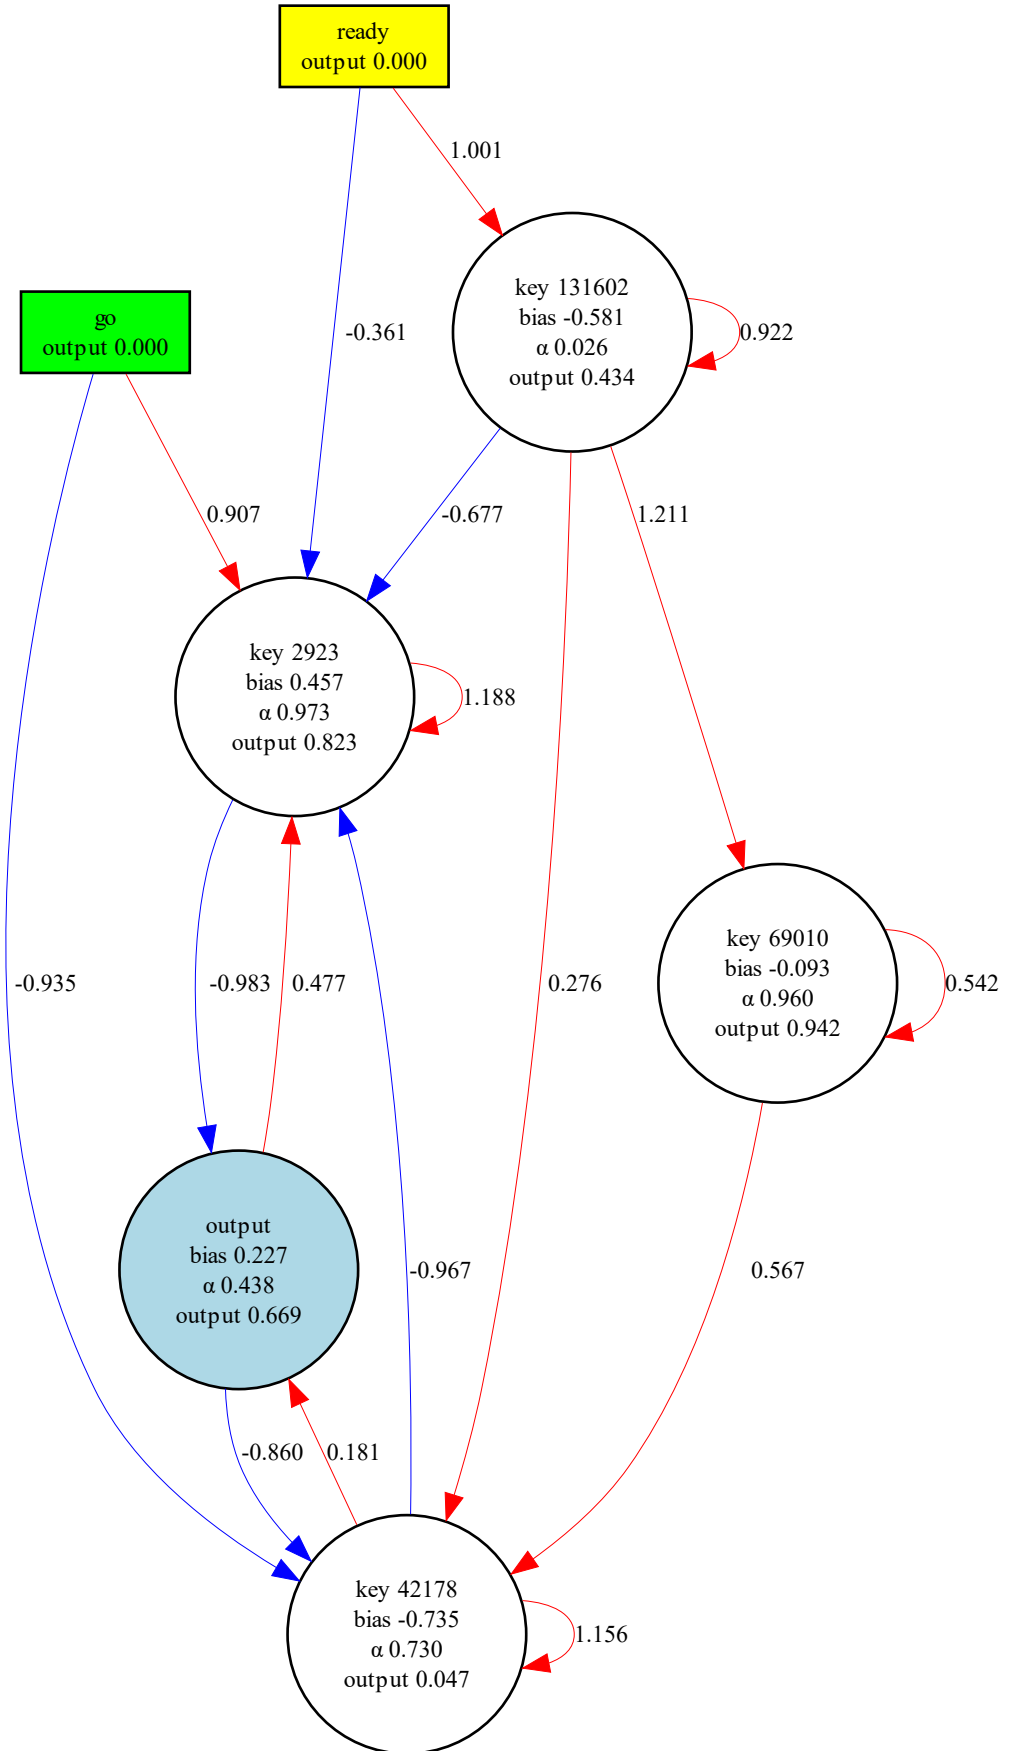 ready
output 0.000
1.001
key 131602
bias -0.581
α 0.026
output 0.434
0.922
go
output 0.000
-0.361
0.907
-0.677
1.211
key 2923
bias 0.457
α 0.973
output 0.823
1.188
key 69010
bias -0.093
α 0.960
output 0.942
0.542
-0.935
-0.983
0.477
0.276
output
bias 0.227
α 0.438
output 0.669
-0.967
0.567
-0.860
0.181
key 42178
bias -0.735
α 0.730
output 0.047
1.156